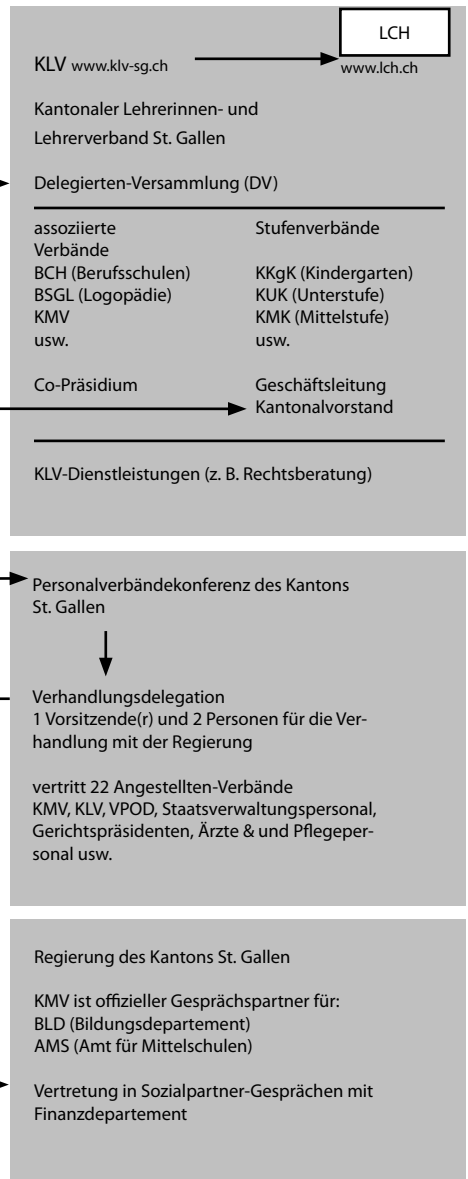 LCH
KLV www.klv-sg.ch
www.lch.ch
Kantonaler Lehrerinnen- und
Lehrerverband St. Gallen
Delegierten-Versammlung (DV)
assoziierte
Verbände
BCH (Berufsschulen)
BSGL (Logopädie)
KMV
usw.
Stufenverbände
KKgK (Kindergarten)
KUK (Unterstufe)
KMK (Mittelstufe)
usw.
Co-Präsidium
Geschäftsleitung
Kantonalvorstand
KLV-Dienstleistungen (z. B. Rechtsberatung)
Personalverbändekonferenz des Kantons
St. Gallen
Verhandlungsdelegation
1 Vorsitzende(r) und 2 Personen für die Ver-
handlung mit der Regierung
vertritt 22 Angestellten-Verbände
KMV, KLV, VPOD, Staatsverwaltungspersonal,
Gerichtspräsidenten, Ärzte & und Pflegeper-
sonal usw.
Regierung des Kantons St. Gallen
KMV ist offizieller Gesprächspartner für:
BLD (Bildungsdepartement)
AMS (Amt für Mittelschulen)
Vertretung in Sozialpartner-Gesprächen mit
Finanzdepartement